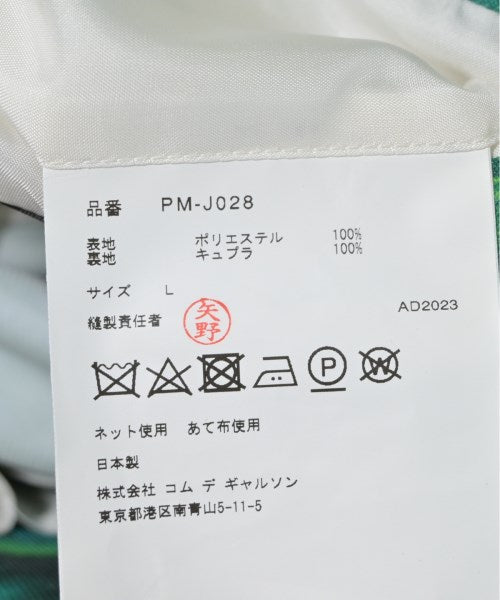 品番 PM-J028
表地 ポリエステル 100%
裏地 キュプラ 100%
サイズ L
縫製責任者 矢野
AD2023
P W
ネット使用 あて布使用
日本製
株式会社 コム デ ギャルソン
東京都港区南青山5-11-5